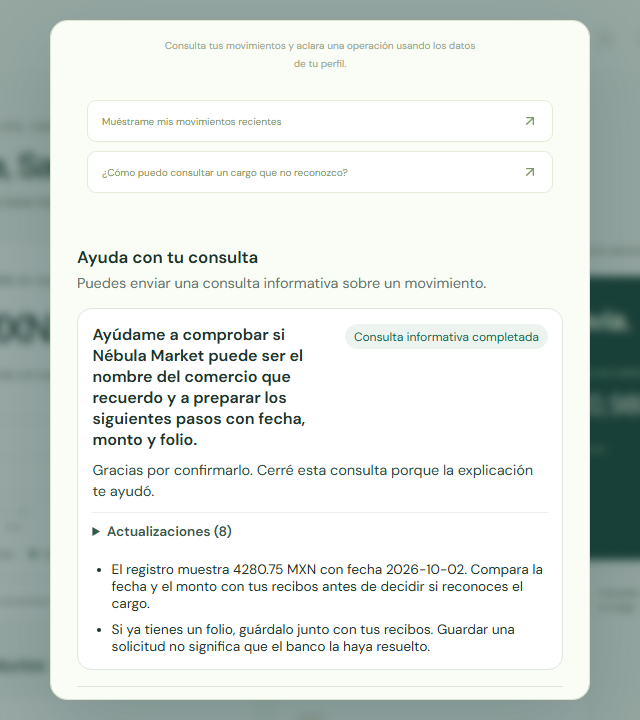 Consulta tus movimientos y aclara una operación usando los datos
de tu perfil.
Muéstrame mis movimientos recientes
¿Cómo puedo consultar un cargo que no reconozco?
Ayuda con tu consulta
Puedes enviar una consulta informativa sobre un movimiento.
Ayúdame a comprobar si
Nébula Market puede ser el
nombre del comercio que
recuerdo y a preparar los
siguientes pasos con fecha,
monto y folio.
Consulta informativa completada
Gracias por confirmarlo. Cerré esta consulta porque la explicación
te ayudó.
Actualizaciones (8)
El registro muestra 4280.75 MXN con fecha 2026-10-02. Compara la
fecha y el monto con tus recibos antes de decidir si reconoces el
cargo.
Si ya tienes un folio, guárdalo junto con tus recibos. Guardar una
solicitud no significa que el banco la haya resuelto.